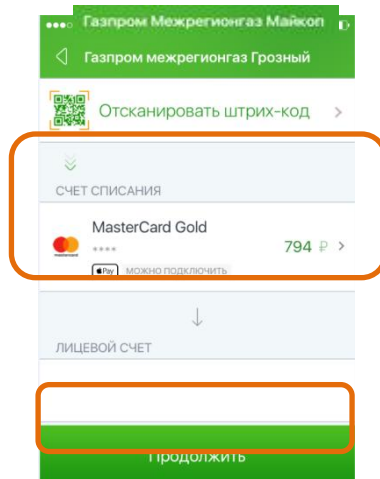 Газпром Межрегионгаз Майкоп
Газпром межрегионгаз Грозный
Отсканировать штрих-код
СЧЕТ СПИСАНИЯ
MasterCard Gold
794 ₽
Pay МОЖНО ПОДКЛЮЧИТЬ
ЛИЦЕВОЙ СЧЕТ
Продолжить